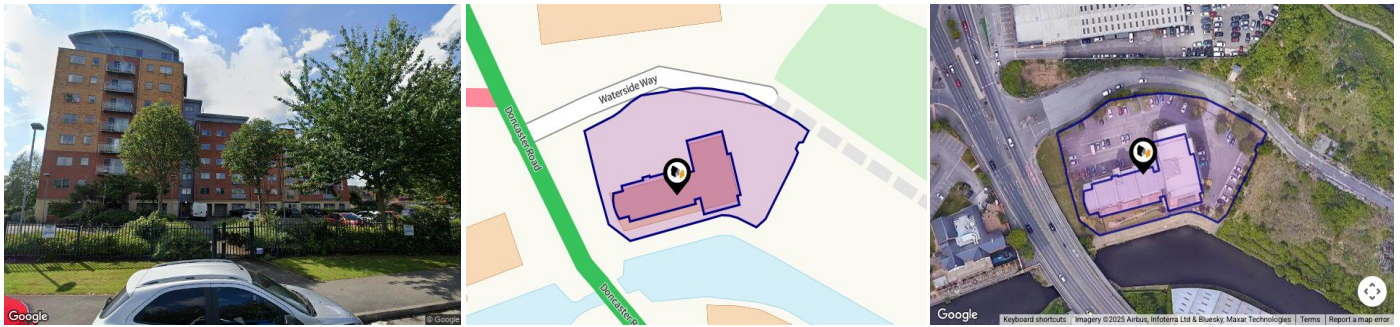 Google
© Google
Waterside Way
Doncaster Road
Doncaster R
Google
Keyboard shortcuts
Imagery ©2025 Airbus, Infoterra Ltd & Bluesky, Maxar Technologies
Terms
Report a map error